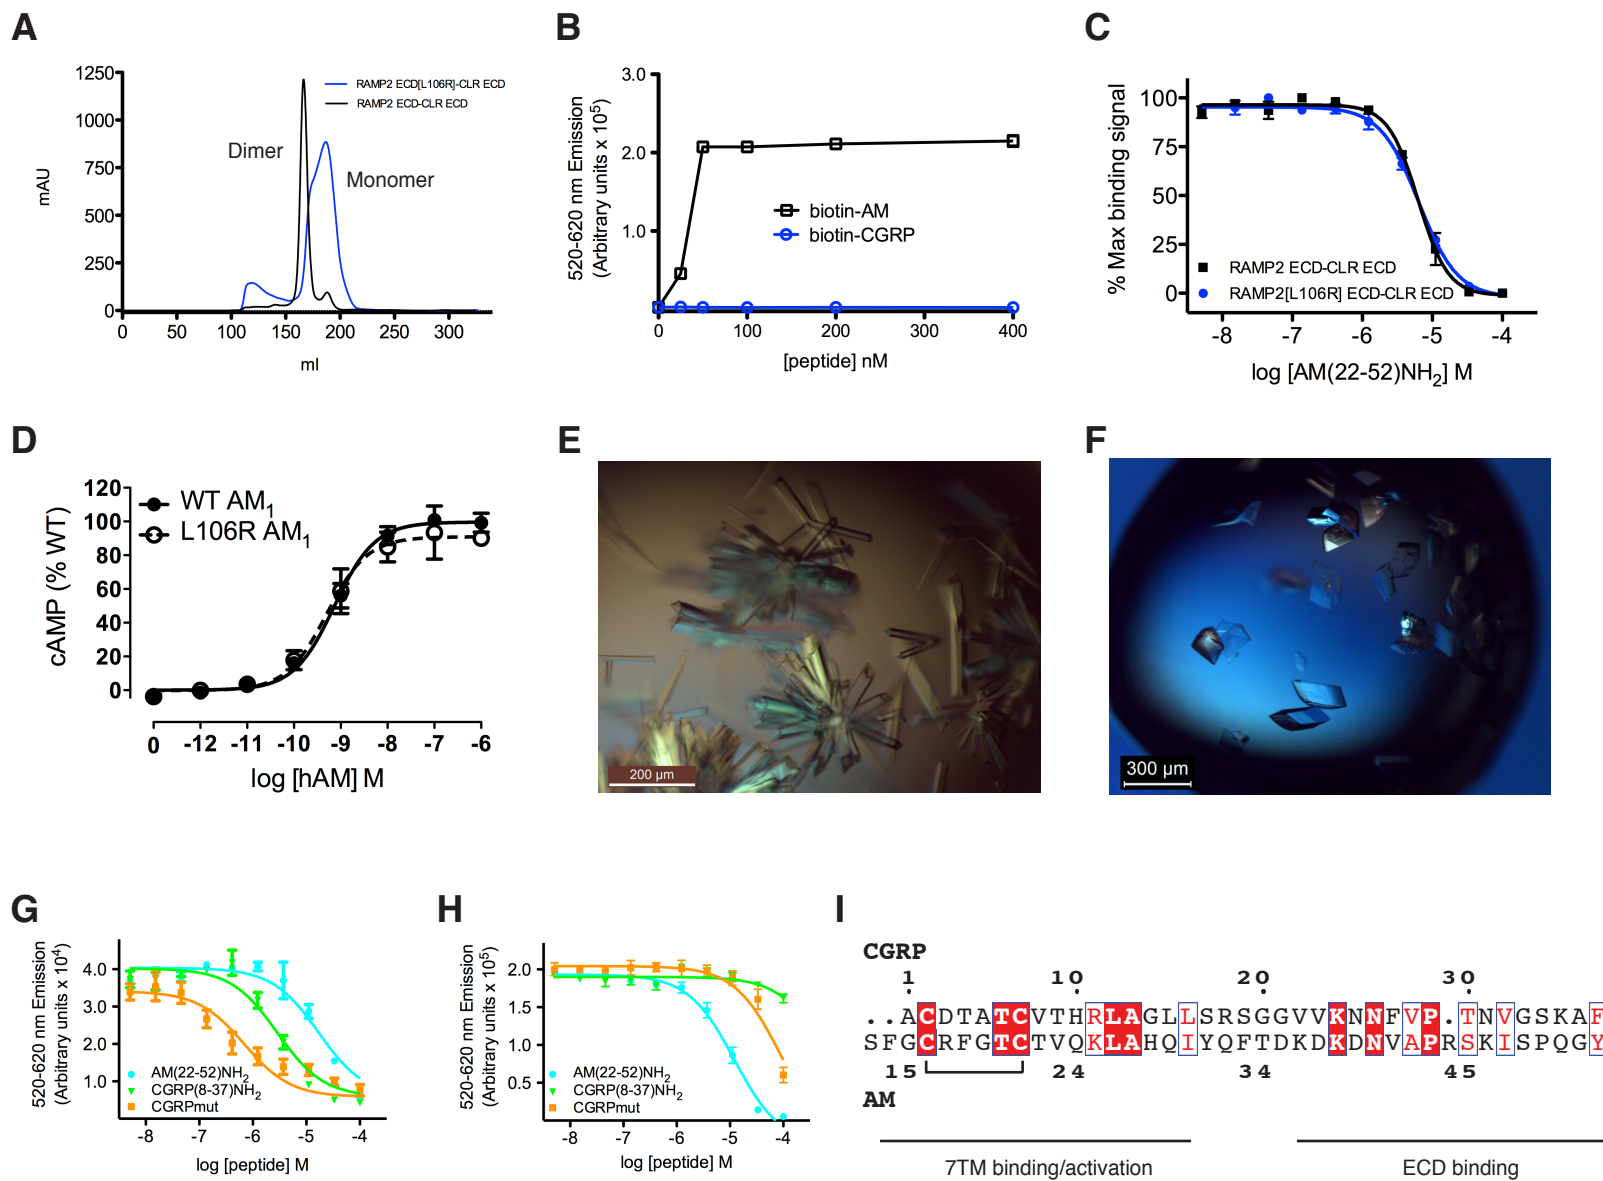 A
1250
1000
750
500
250
0
mAU
0 50 100 150 200 250 300
ml
RAMP2 ECD[L106R]-CLR ECD
RAMP2 ECD-CLR ECD
Dimer
Monomer
B
3.0
2.0
1.0
520-620 nm Emission
(Arbitrary units x 10⁵)
biotin-AM
biotin-CGRP
0 100 200 300 400
[peptide] nM
C
100
75
50
25
0
% Max binding signal
RAMP2 ECD-CLR ECD
RAMP2[L106R] ECD-CLR ECD
-8 -7 -6 -5 -4
log [AM(22-52)NH₂] M
D
120
100
80
60
40
20
0
cAMP (% WT)
WT AM₁
L106R AM₁
0 -12 -11 -10 -9 -8 -7 -6
log [hAM] M
E
200 µm
F
300 µm
G
4.0
3.0
2.0
1.0
520-620 nm Emission
(Arbitrary units x 10⁴)
AM(22-52)NH₂
CGRP(8-37)NH₂
CGRPmut
-8 -7 -6 -5 -4
log [peptide] M
H
2.0
1.5
1.0
0.5
520-620 nm Emission
(Arbitrary units x 10⁵)
AM(22-52)NH₂
CGRP(8-37)NH₂
CGRPmut
-8 -7 -6 -5 -4
log [peptide] M
I
CGRP
1 10 20 30
..ACDTATCVTHRLAGLLSRSGGVVKNNFVP.TNVGSKAF
SFGCRFGTCTVQKLAHQIYQFTDKDKDNVAPRSKISPQGY
15 24 34 45
AM
7TM binding/activation
ECD binding